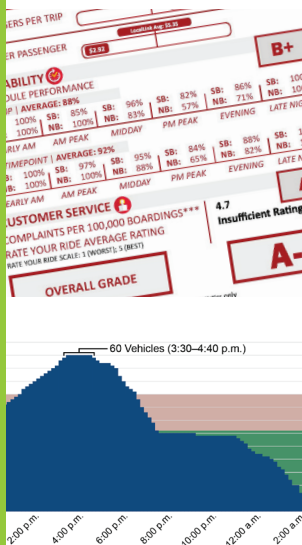 ERS PER TRIP
LocalLink Avg: $5.35
ER PASSENGER $2.92
B+
ABILITY
DULE PERFORMANCE
P | AVERAGE: 88%
100% SB: 85% SB: 96% SB: 82% SB: 86% SB: 100
100% NB: 100% NB: 83% NB: 57% NB: 71% NB: 100
ARLY AM AM PEAK MIDDAY PM PEAK EVENING LATE NIG
TIMEPOINT | AVERAGE: 92%
B: 100% SB: 97% SB: 95% SB: 84% SB: 88% SB:
B: 100% NB: 100% NB: 88% NB: 65% NB: 82% NB:
EARLY AM AM PEAK MIDDAY PM PEAK EVENING LATE N
CUSTOMER SERVICE
COMPLAINTS PER 100,000 BOARDINGS***
4.7
RATE YOUR RIDE AVERAGE RATING
Insufficient Rating
RATE YOUR RIDE SCALE: 1 (WORST); 5 (BEST)
OVERALL GRADE
A-
60 Vehicles (3:30–4:40 p.m.)
2:00 p.m.
4:00 p.m.
6:00 p.m.
8:00 p.m.
10:00 p.m.
12:00 a.m.
2:00 a.m.